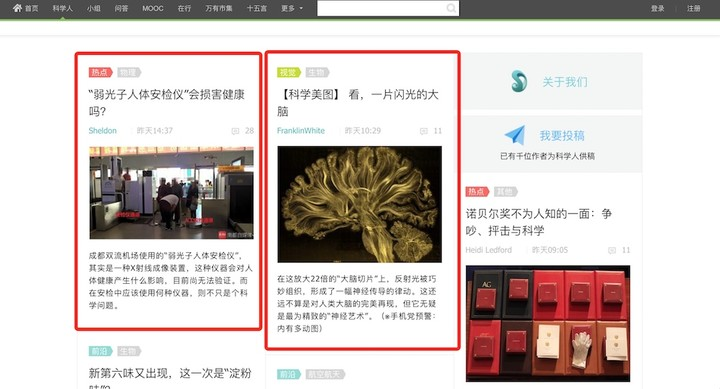 首页 科学人 小组 问答 MOOC 在行 万有市集 十五言 更多 登录 注册
热点 物理
“弱光子人体安检仪”会损害健康
吗?
Sheldon 昨天14:37 28
成都双流机场使用的“弱光子人体安检仪”,
其实是一种X射线成像装置,这种仪器会对人
体健康产生什么影响,目前尚无法验证。而
在安检中应该使用何种仪器,则不只是个科
学问题。
前沿 生物
新第六味又出现,这一次是“淀粉
视觉 生物
【科学美图】 看,一片闪光的大
脑
FranklinWhite 昨天10:29 11
在这放大22倍的“大脑切片”上,反射光被巧
妙组织,形成了一幅神经传导的律动。这还
远不算是对人类大脑的完美再现,但它无疑
是最为精致的“神经艺术”。(※手机党预警:
内有多动图)
前沿 航空航天
关于我们
我要投稿
已有千位作者为科学人供稿
热点 其他
诺贝尔奖不为人知的一面:争
吵、抨击与科学
Heidi Ledford 昨天09:05 11
AC